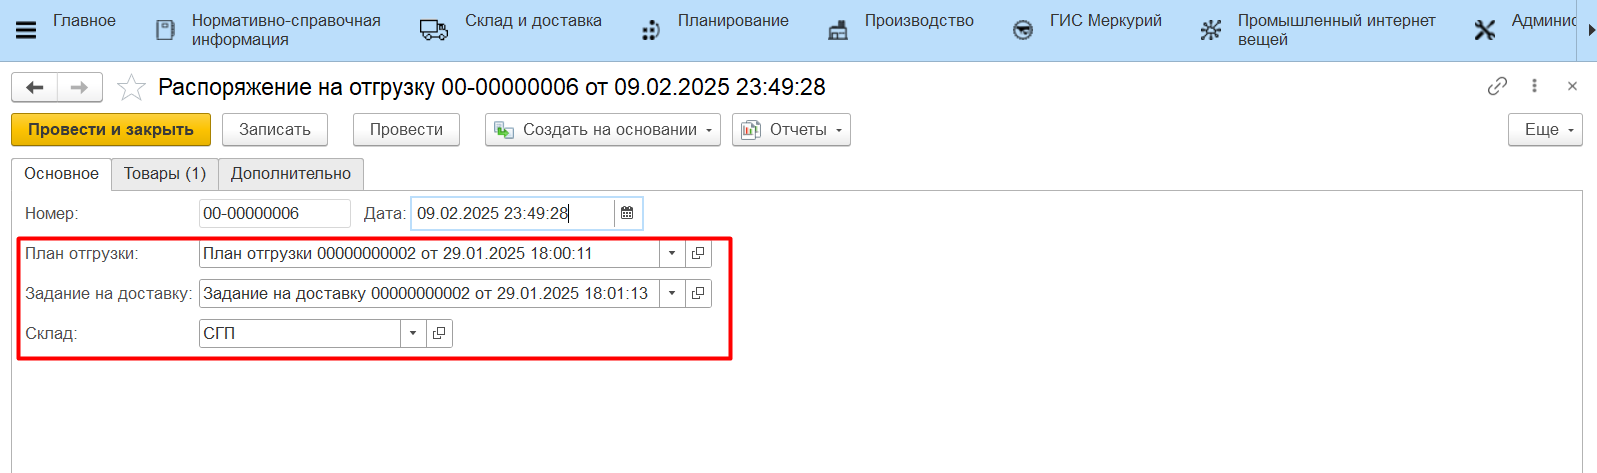 Главное
Нормативно-справочная
информация
Склад и доставка
Планирование
Производство
ГИС Меркурий
Промышленный интернет
вещей
Админис
Распоряжение на отгрузку 00-00000006 от 09.02.2025 23:49:28
Провести и закрыть
Записать
Провести
Создать на основании
Отчеты
Еще
Основное
Товары (1)
Дополнительно
Номер: 00-00000006 Дата: 09.02.2025 23:49:28
План отгрузки: План отгрузки 00000000002 от 29.01.2025 18:00:11
Задание на доставку: Задание на доставку 00000000002 от 29.01.2025 18:01:13
Склад: СГП